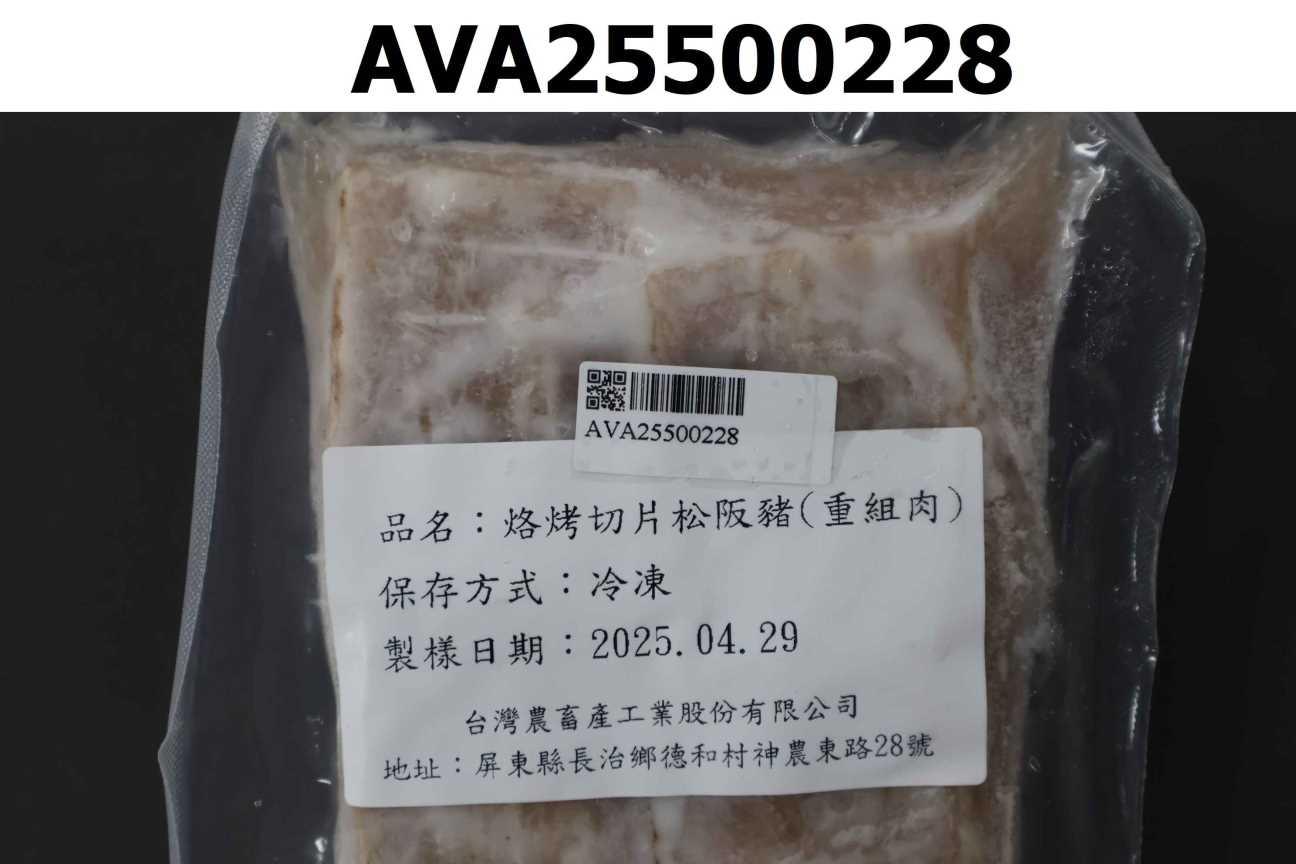 AVA25500228
AVA25500228
品名：烙烤切片松阪豬(重組肉)
保存方式：冷凍
製樣日期：2025.04.29
台灣農畜產工業股份有限公司
地址：屏東縣長治鄉德和村神農東路28號